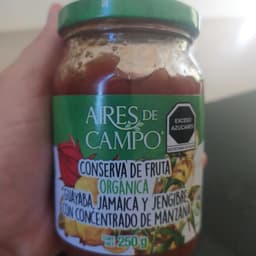 AIRES DE
CAMPO
EXCESO
AZÚCARES
CONSERVA DE FRUTA
ORGÁNICA
GUAYABA, JAMAICA Y JENGIBRE
CON CONCENTRADO DE MANZANA
250 g